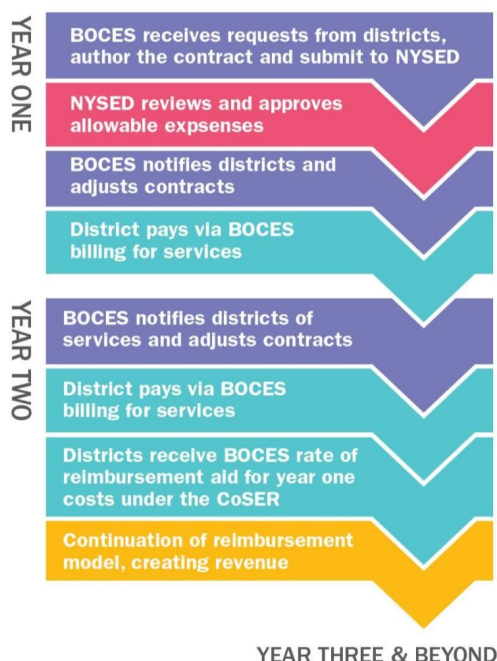 YEAR ONE
BOCES receives requests from districts,
author the contract and submit to NYSED
NYSED reviews and approves
allowable expsenses
BOCES notifies districts and
adjusts contracts
District pays via BOCES
billing for services
YEAR TWO
BOCES notifies districts of
services and adjusts contracts
District pays via BOCES
billing for services
Districts receive BOCES rate of
reimbursement aid for year one
costs under the CoSER
Continuation of reimbursement
model, creating revenue
YEAR THREE & BEYOND